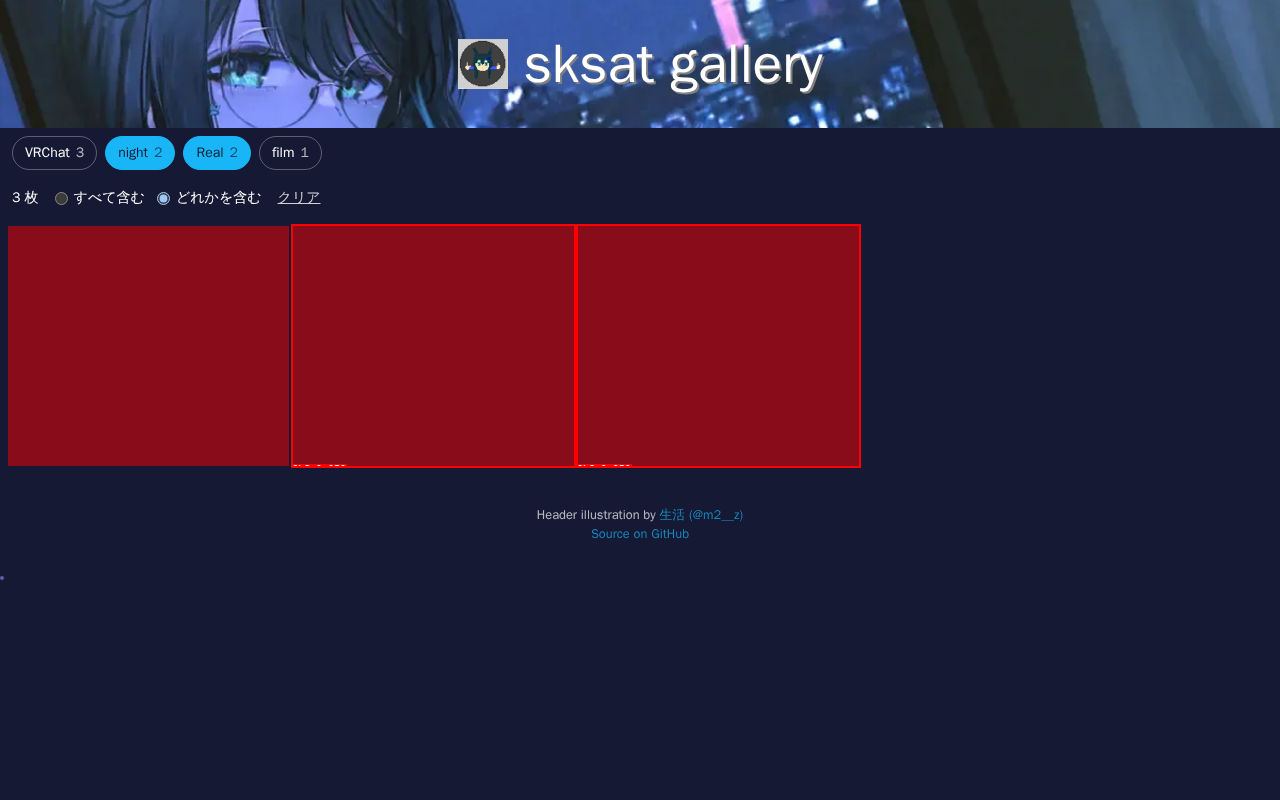 sksat gallery
VRChat 3 night 2 Real 2 film 1
3 枚 すべて含む どれかを含む クリア
Header illustration by 生活 (@m2__z)
Source on GitHub